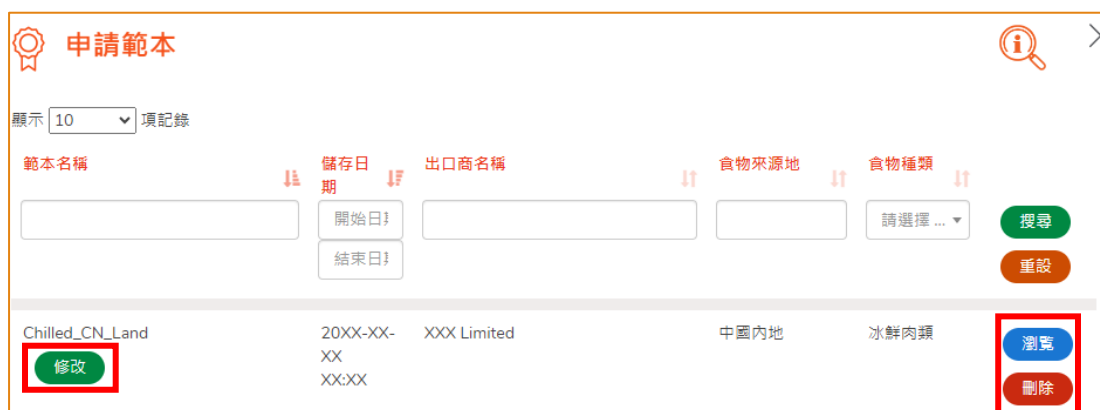 申請範本
顯示 10 項記錄
範本名稱 儲存日期 出口商名稱 食物來源地 食物種類
開始日期 請選擇 ... 搜尋
結束日期 重設
Chilled_CN_Land 20XX-XX-XX XX:XX XXX Limited 中國內地 冰鮮肉類 瀏覽
修改 刪除